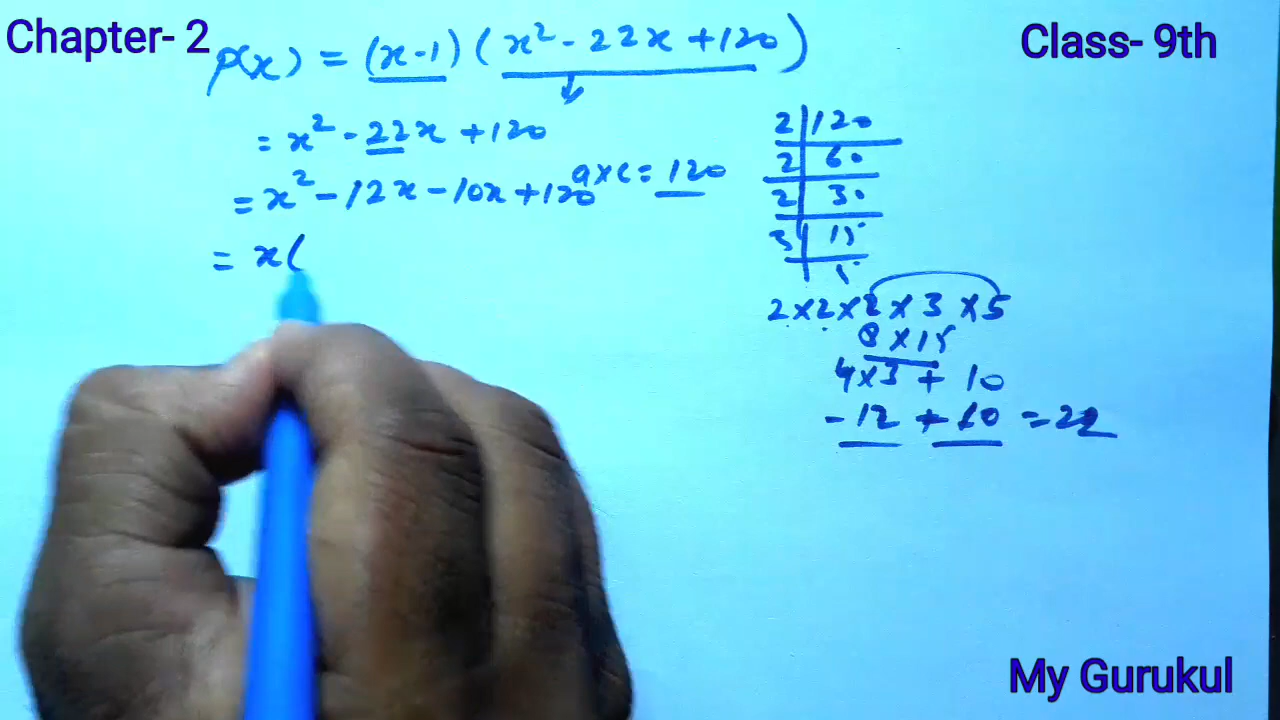 Chapter- 2
Class- 9th
p(x) = (x-1) (x² - 22x + 120)
= x² - 22x + 120
a×c = 120
= x² - 12x - 10x + 120
= x(
2 | 120
2 | 60
2 | 30
3 | 15
5
2 × 2 × 2 × 3 × 5
8 × 15
4×3 + 10
-12 + 10 = 22
My Gurukul